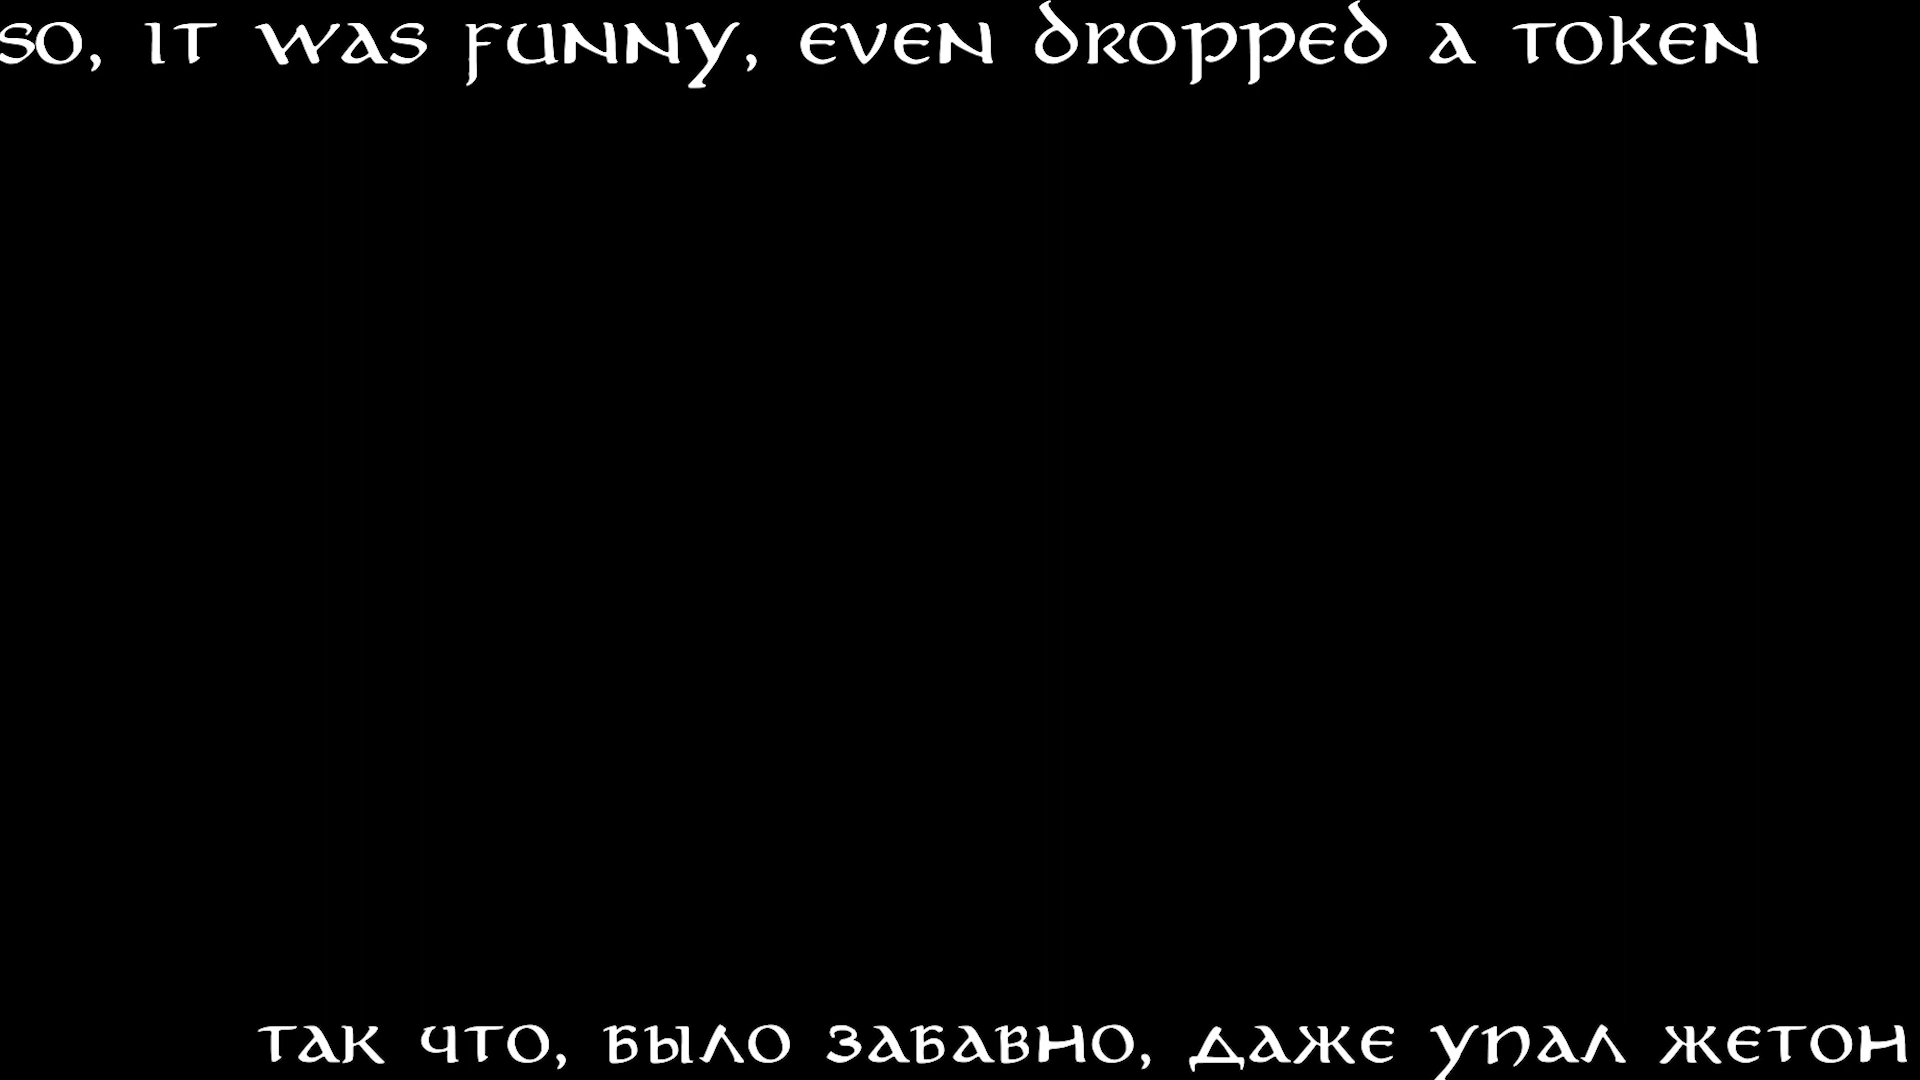 so, it was funny, even dropped a token
так что, было забавно, даже упал жетон